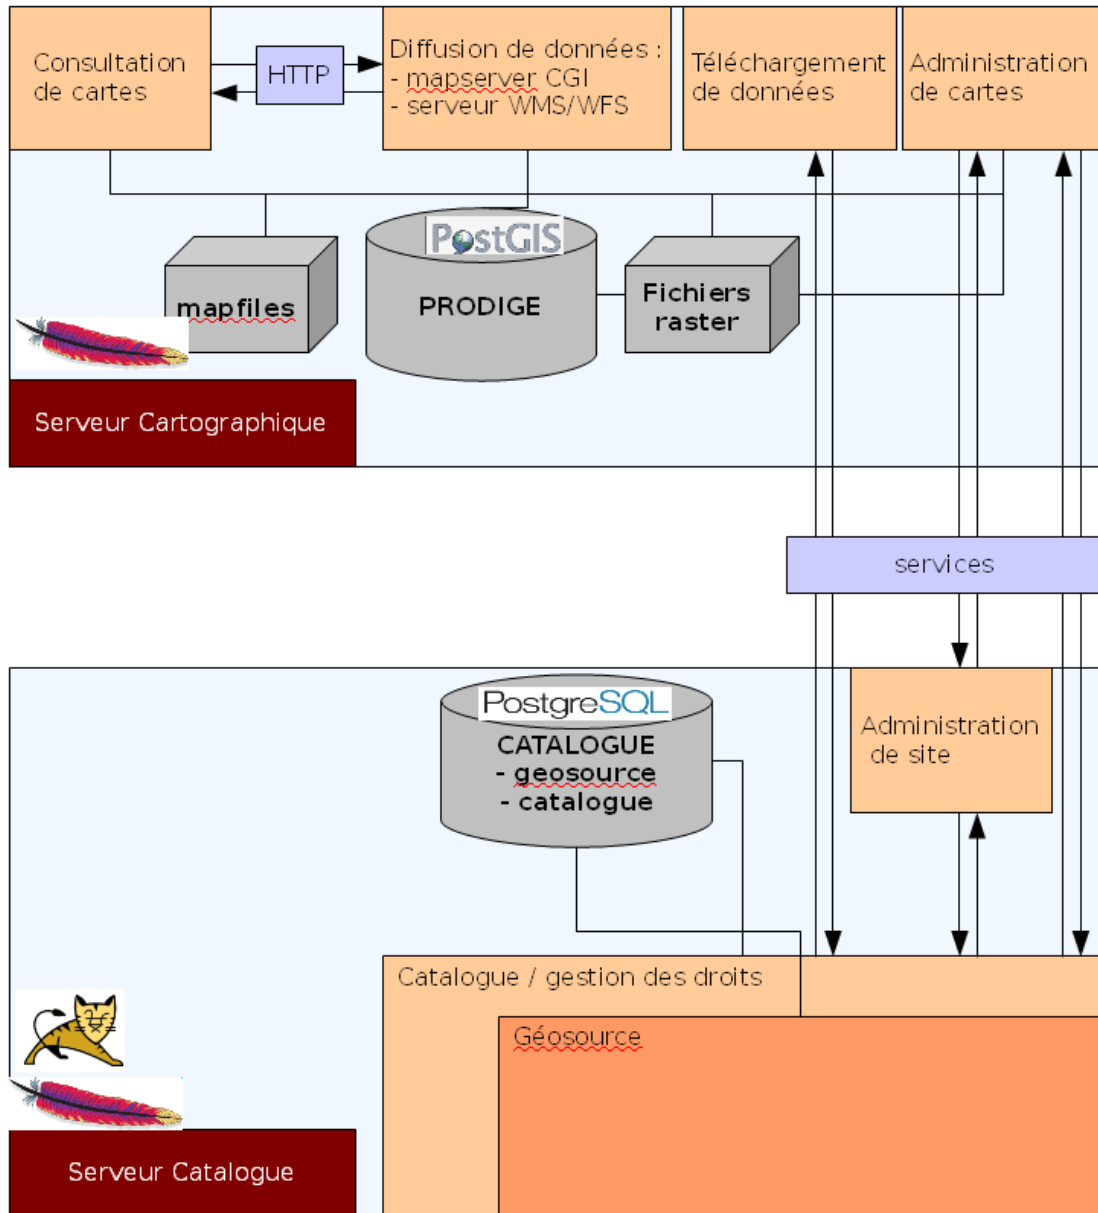 Consultation
de cartes
HTTP
Diffusion de données :
- mapserver CGI
- serveur WMS/WFS
Téléchargement
de données
Administration
de cartes
mapfiles
PostGIS
PRODIGE
Fichiers
raster
Serveur Cartographique
services
PostgreSQL
CATALOGUE
- geosource
- catalogue
Administration
de site
Catalogue / gestion des droits
Géosource
Serveur Catalogue